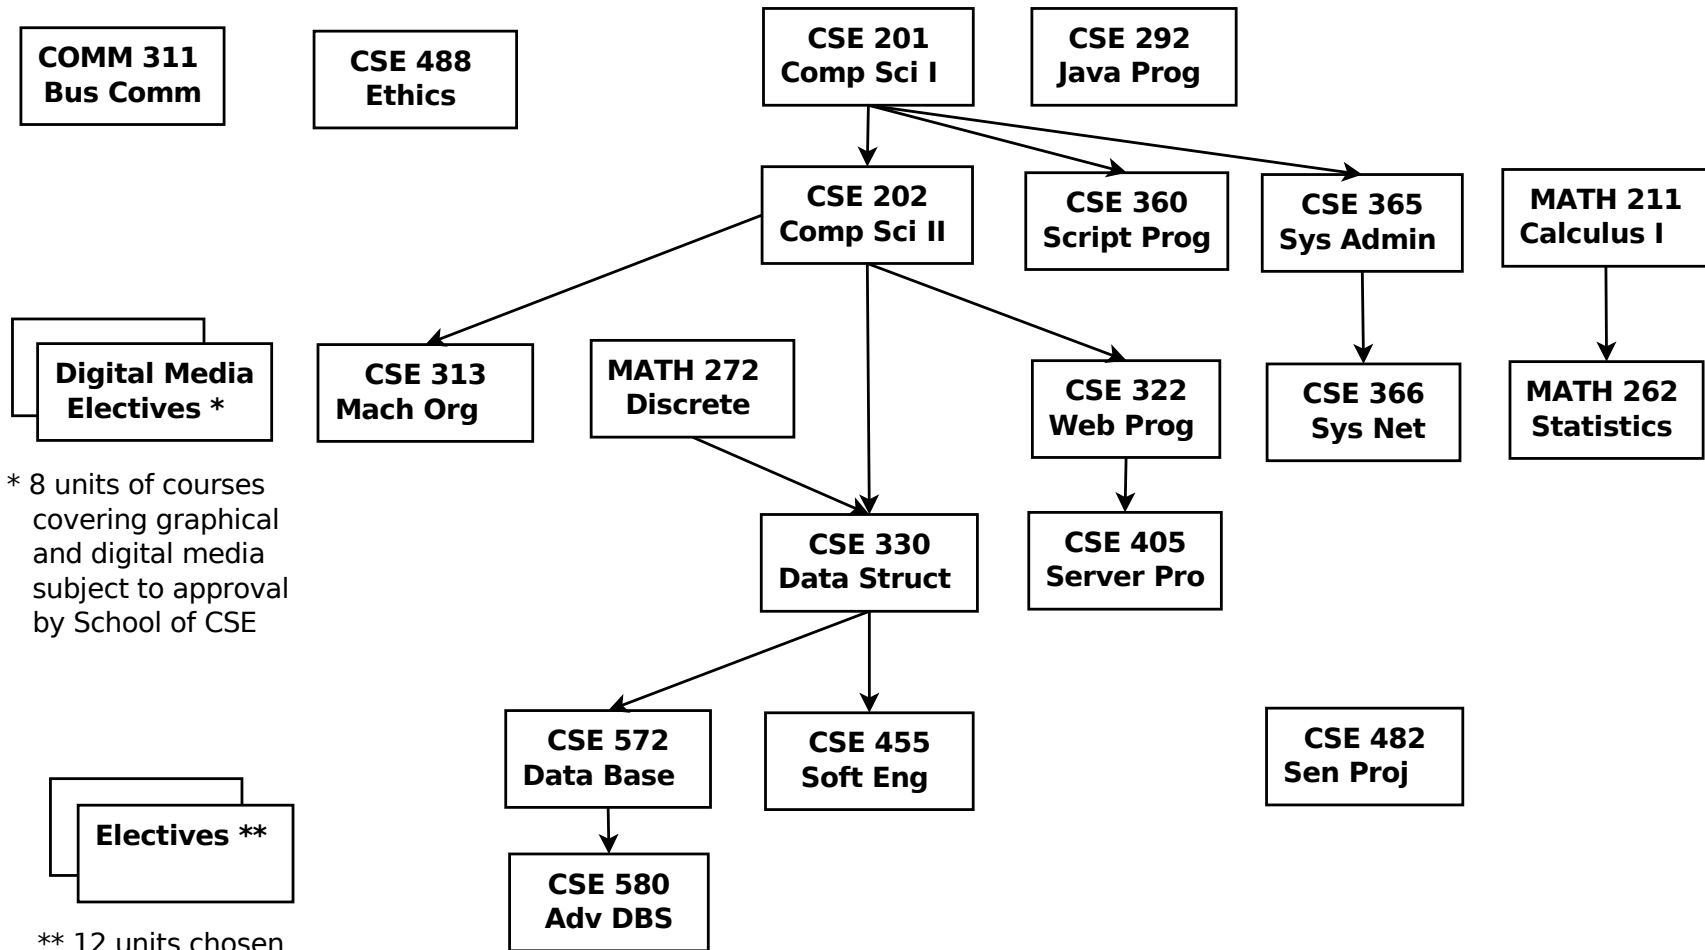 COMM 311
Bus Comm
CSE 488
Ethics
CSE 201
Comp Sci I
CSE 292
Java Prog
CSE 202
Comp Sci II
CSE 360
Script Prog
CSE 365
Sys Admin
MATH 211
Calculus I
Digital Media
Electives *
CSE 313
Mach Org
MATH 272
Discrete
CSE 322
Web Prog
CSE 366
Sys Net
MATH 262
Statistics
* 8 units of courses
covering graphical
and digital media
subject to approval
by School of CSE
CSE 330
Data Struct
CSE 405
Server Pro
CSE 572
Data Base
CSE 455
Soft Eng
CSE 482
Sen Proj
Electives **
CSE 580
Adv DBS
** 12 units chosen